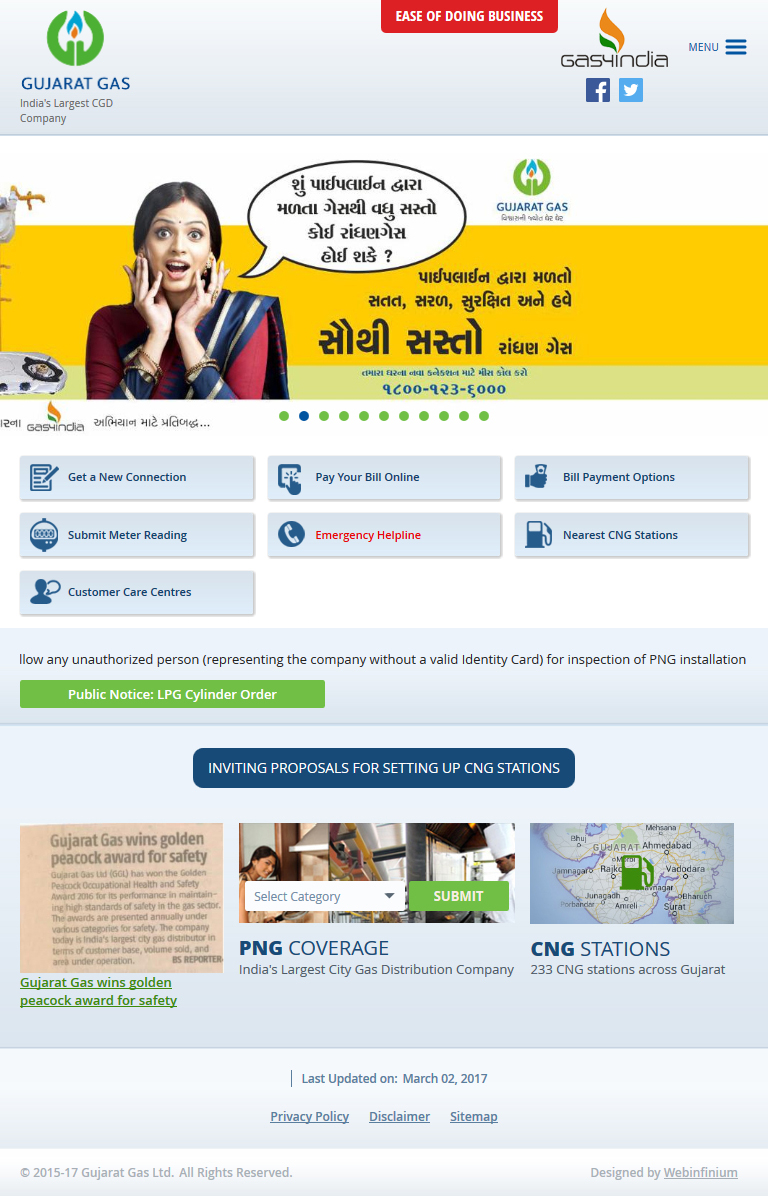 EASE OF DOING BUSINESS
gas4india
MENU
GUJARAT GAS
India's Largest CGD
Company
શું પાઈપલાઈન દ્વારા
મળતા ગેસથી વધુ સસ્તો
કોઈ રાંધણગેસ
હોઈ શકે ?
GUJARAT GAS
વિશ્વાસની જ્યોત ઘેર ઘેર
પાઈપલાઈન દ્વારા મળતો
સતત, સરળ, સુરક્ષિત અને હવે
સૌથી સસ્તો રાંધણ ગેસ
તમારા ઘરના નવા કનેક્શન માટે મીસ કોલ કરો
૧૮૦૦-૧૨૩-૬૦૦૦
gas4india અભિયાન માટે પ્રતિબદ્ધ...
Get a New Connection
Pay Your Bill Online
Bill Payment Options
Submit Meter Reading
Emergency Helpline
Nearest CNG Stations
Customer Care Centres
llow any unauthorized person (representing the company without a valid Identity Card) for inspection of PNG installation
Public Notice: LPG Cylinder Order
INVITING PROPOSALS FOR SETTING UP CNG STATIONS
Gujarat Gas wins golden
peacock award for safety
Gujarat Gas Ltd (GGL) has won the Golden
Peacock Occupational Health and Safety
Award 2016 for its performance in maintain-
ing high standards of safety in the gas sector.
The awards are presented annually under
various categories for safety. The company
today is India's largest city gas distributor in
terms of customer base, volume sold, and
area under operation. BS REPORTER
Gujarat Gas wins golden
peacock award for safety
Select Category
SUBMIT
PNG COVERAGE
India's Largest City Gas Distribution Company
Mehsana
Bhuj
GUJARAT Ahmedabad
Jamnagar
Rajko
Vadodara
Junagadh
Bharuch
Porbandar
Amreli
Surat
CNG STATIONS
233 CNG stations across Gujarat
Last Updated on: March 02, 2017
Privacy Policy Disclaimer Sitemap
© 2015-17 Gujarat Gas Ltd. All Rights Reserved.
Designed by Webinfinium